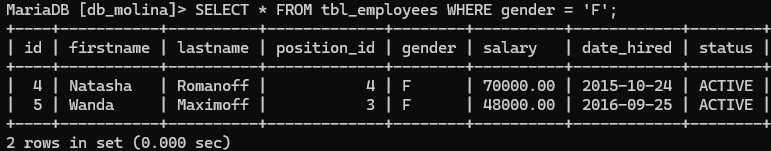 MariaDB [db_molina]> SELECT * FROM tbl_employees WHERE gender = 'F';
+----+-----------+----------+-------------+--------+----------+------------+--------+
| id | firstname | lastname | position_id | gender | salary   | date_hired | status |
+----+-----------+----------+-------------+--------+----------+------------+--------+
|  4 | Natasha   | Romanoff |           4 | F      | 70000.00 | 2015-10-24 | ACTIVE |
|  5 | Wanda     | Maximoff |           3 | F      | 48000.00 | 2016-09-25 | ACTIVE |
+----+-----------+----------+-------------+--------+----------+------------+--------+
2 rows in set (0.000 sec)